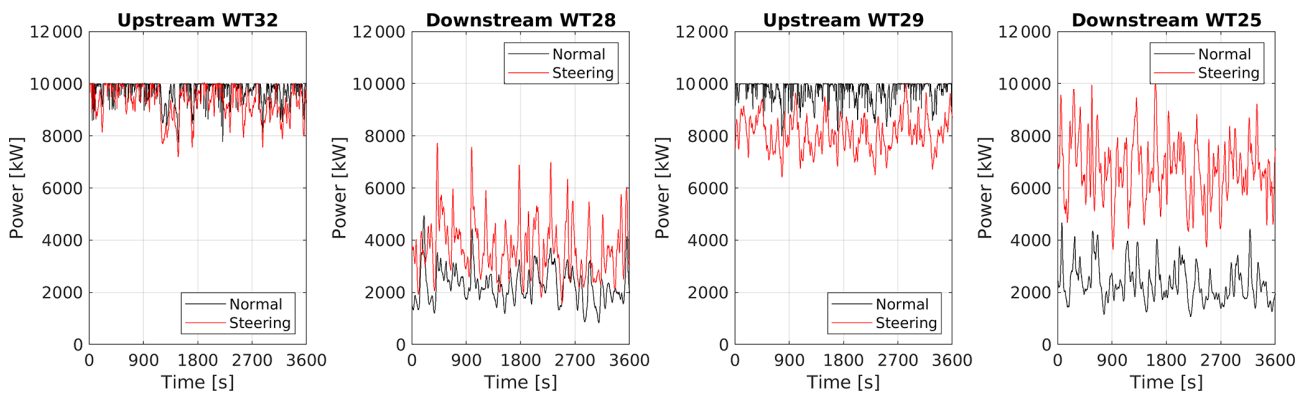 Upstream WT32
12 000
10 000
8000
6000
4000
2000
0
Power [kW]
Normal
Steering
0 900 1800 2700 3600
Time [s]
Downstream WT28
12 000
10 000
8000
6000
4000
2000
0
Power [kW]
Normal
Steering
0 900 1800 2700 3600
Time [s]
Upstream WT29
12 000
10 000
8000
6000
4000
2000
0
Power [kW]
Normal
Steering
0 900 1800 2700 3600
Time [s]
Downstream WT25
12 000
10 000
8000
6000
4000
2000
0
Power [kW]
Normal
Steering
0 900 1800 2700 3600
Time [s]